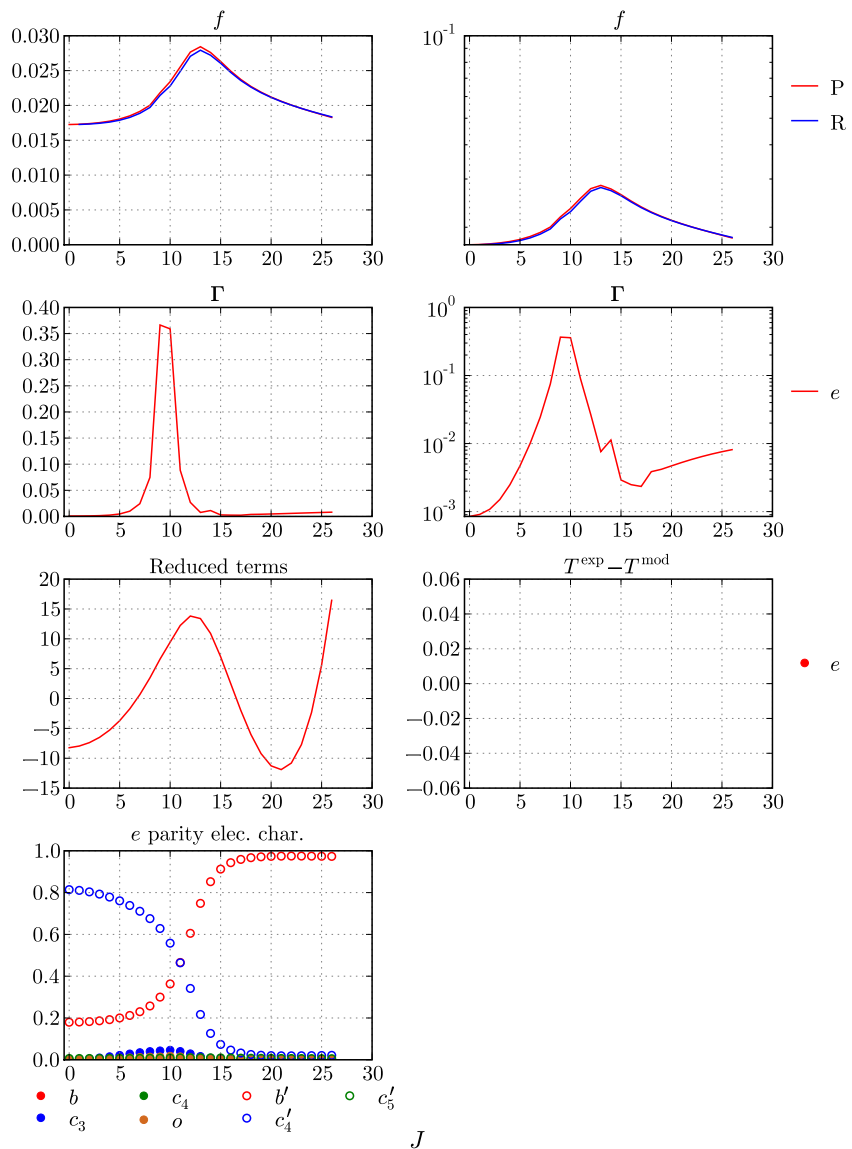 f f
0.030 0.025 0.020 0.015 0.010 0.005 0.000
0 5 10 15 20 25 30
10⁻¹
0 5 10 15 20 25 30
P
R
Γ Γ
0.40 0.35 0.30 0.25 0.20 0.15 0.10 0.05 0.00
0 5 10 15 20 25 30
10⁰ 10⁻¹ 10⁻² 10⁻³
0 5 10 15 20 25 30
e
Reduced terms
20 15 10 5 0 −5 −10 −15
0 5 10 15 20 25 30
T^exp−T^mod
0.06 0.04 0.02 0.00 −0.02 −0.04 −0.06
0 5 10 15 20 25 30
e
e parity elec. char.
1.0 0.8 0.6 0.4 0.2 0.0
0 5 10 15 20 25 30
b c₄ b′ c₅′
c₃ o c₄′
J